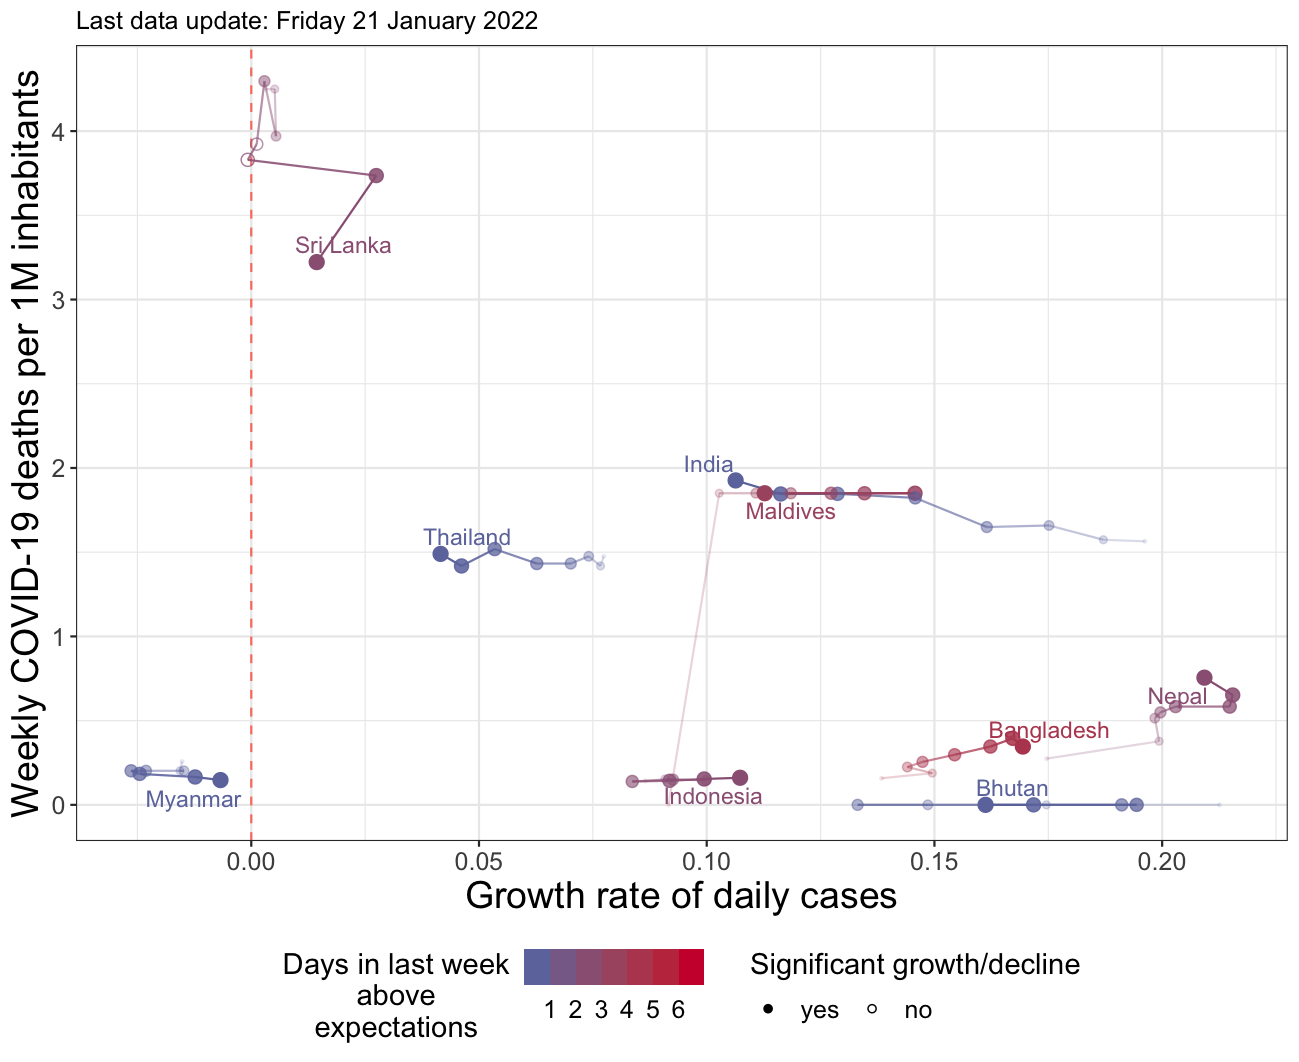 Last data update: Friday 21 January 2022
Weekly COVID-19 deaths per 1M inhabitants
4
3
2
1
0
Sri Lanka
India
Maldives
Thailand
Nepal
Bangladesh
Bhutan
Indonesia
Myanmar
0.00 0.05 0.10 0.15 0.20
Growth rate of daily cases
Days in last week
above
expectations
1 2 3 4 5 6
Significant growth/decline
yes no